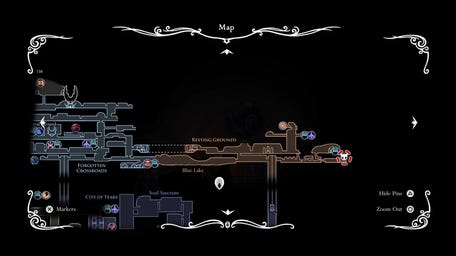 Map
Resting Grounds
Forgotten
Crossroads
Blue Lake
Soul Sanctum
City of Tears
Hide Pins
Markers
Zoom Out